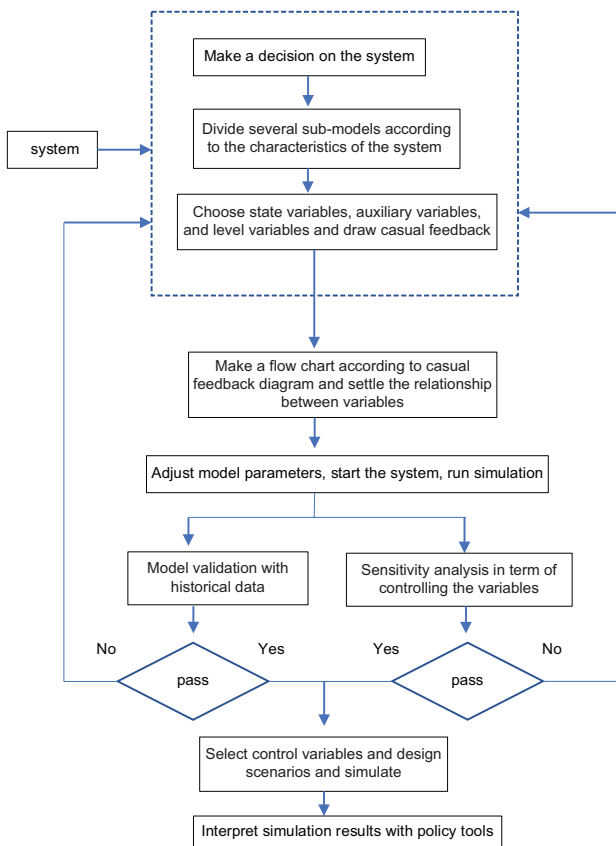 Make a decision on the system
Divide several sub-models according
to the characteristics of the system
system
Choose state variables, auxiliary variables,
and level variables and draw casual feedback
Make a flow chart according to casual
feedback diagram and settle the relationship
between variables
Adjust model parameters, start the system, run simulation
Model validation with
historical data
Sensitivity analysis in term of
controlling the variables
No
Yes
Yes
No
pass
pass
Select control variables and design
scenarios and simulate
Interpret simulation results with policy tools